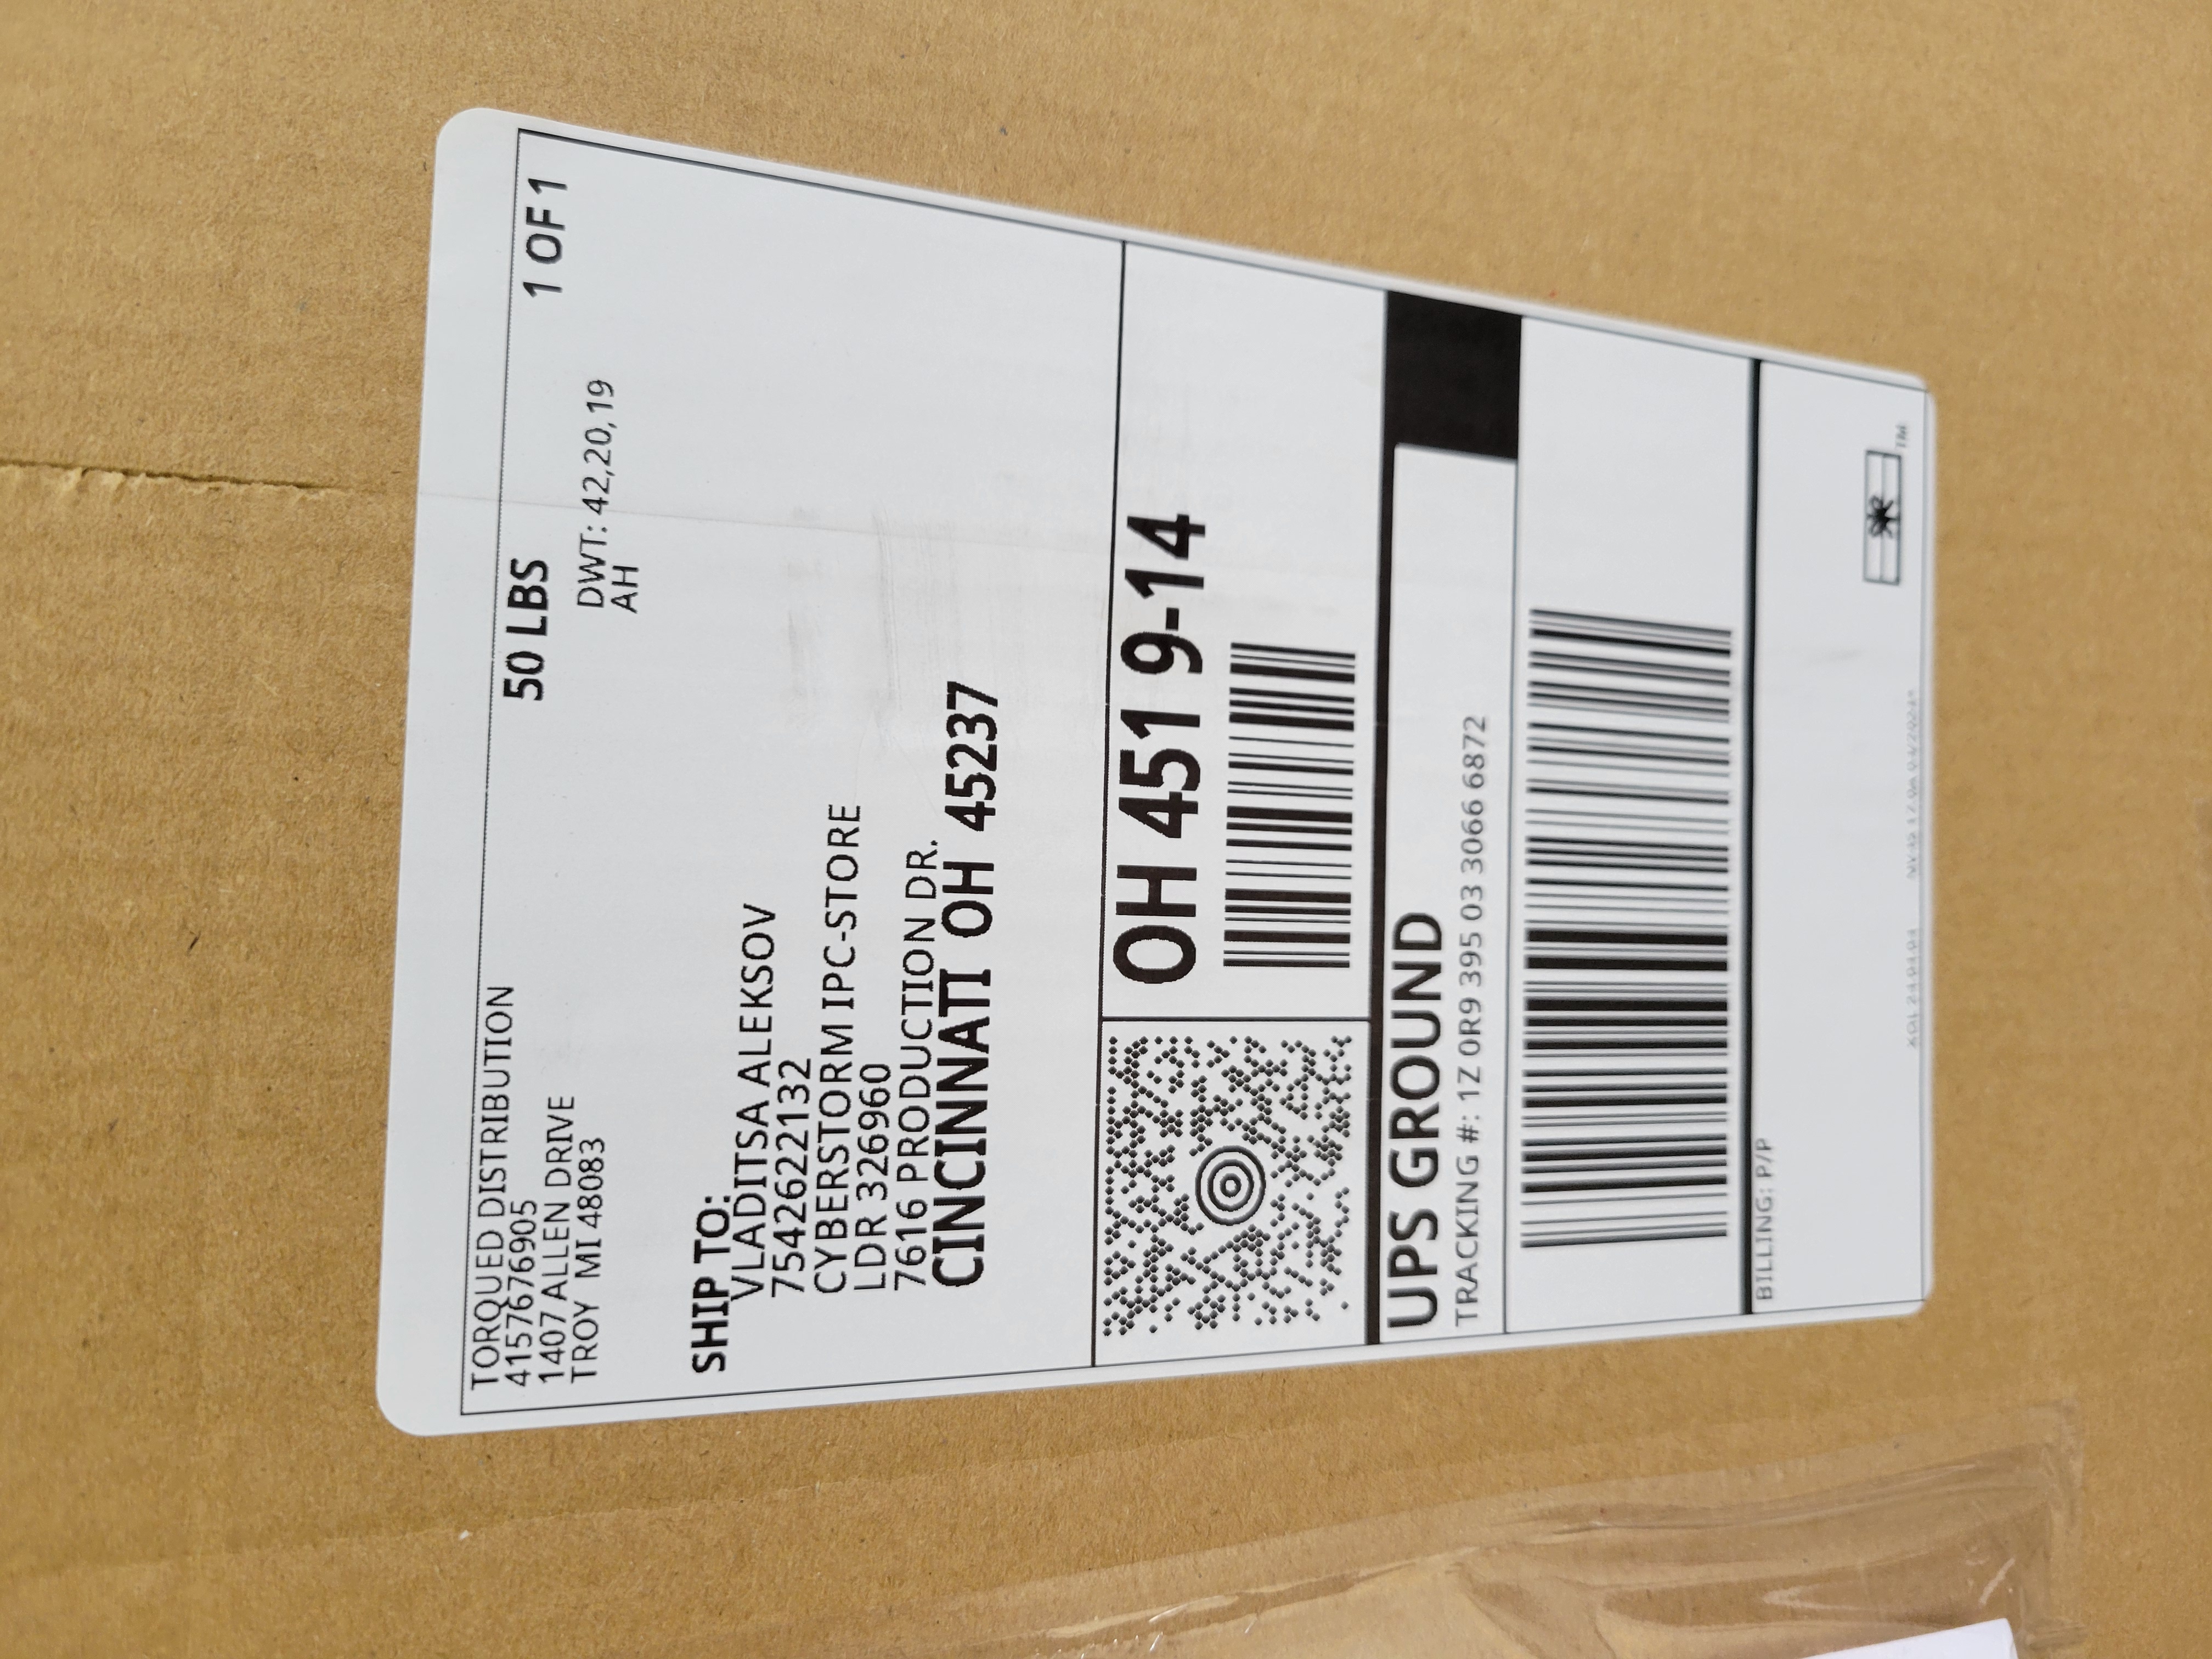 TORQUED DISTRIBUTION
4157676905
1407 ALLEN DRIVE
TROY MI 48083
50 LBS
1 OF 1
DWT: 42,20,19
AH
SHIP TO:
VLADITSA ALEKSOV
7542622132
CYBERSTORM IPC-STORE
LDR 326960
7616 PRODUCTION DR.
CINCINNATI OH 45237
OH 451 9-14
UPS GROUND
TRACKING #: 1Z 0R9 395 03 3066 6872
BILLING: P/P
TM